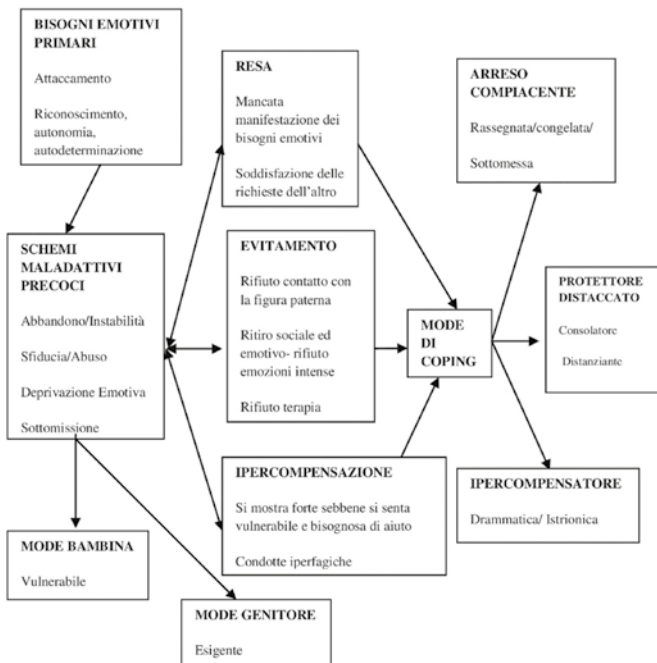 BISOGNI EMOTIVI
PRIMARI
Attaccamento
Riconoscimento,
autonomia,
autodeterminazione
RESA
Mancata
manifestazione dei
bisogni emotivi
Soddisfazione delle
richieste dell'altro
ARRESO
COMPIACENTE
Rassegnata/congelata/
Sottomessa
SCHEMI
MALADATTIVI
PRECOCI
Abbandono/Instabilità
Sfiducia/Abuso
Deprivazione Emotiva
Sottomissione
EVITAMENTO
Rifiuto contatto con
la figura paterna
Ritiro sociale ed
emotivo- rifiuto
emozioni intense
Rifiuto terapia
MODE
DI
COPING
PROTETTORE
DISTACCATO
Consolatore
Distanziante
IPERCOMPENSAZIONE
Si mostra forte sebbene si senta
vulnerabile e bisognosa di aiuto
Condotte iperfagiche
IPERCOMPENSATORE
Drammatica/ Istrionica
MODE BAMBINA
Vulnerabile
MODE GENITORE
Esigente